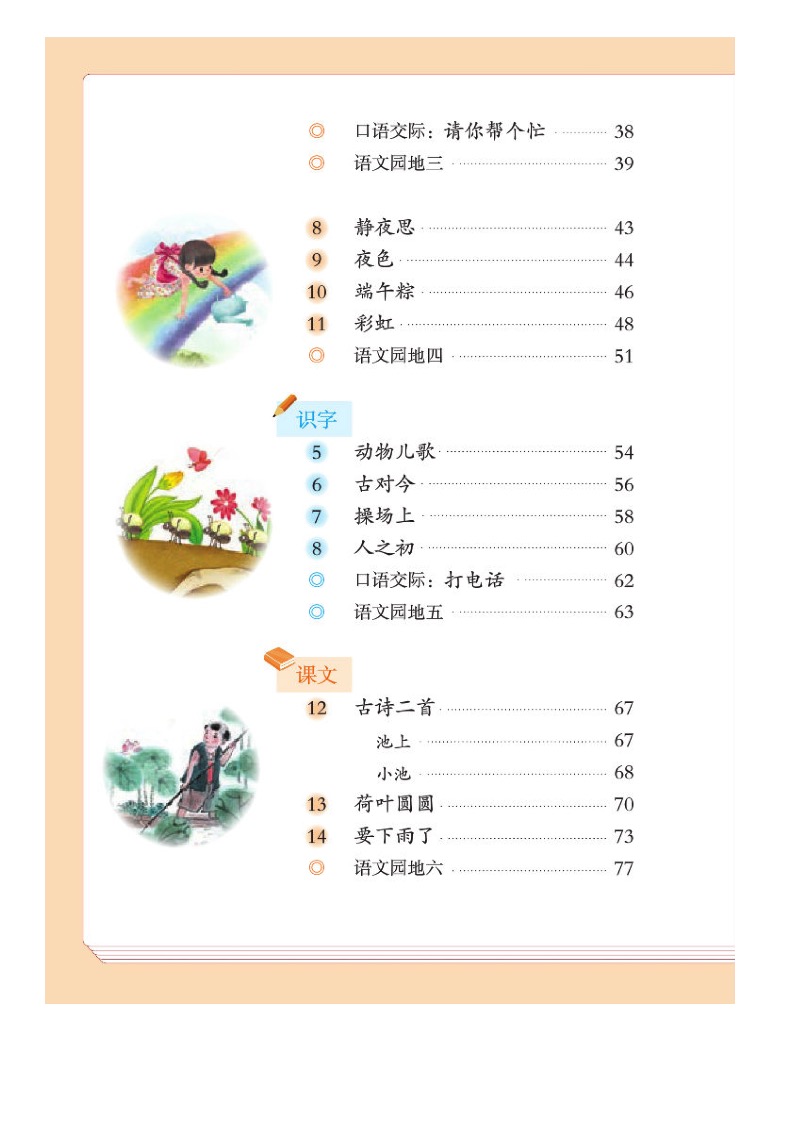 ◎ 口语交际：请你帮个忙 ············ 38
◎ 语文园地三 ············ 39
8 静夜思 ············ 43
9 夜色 ············ 44
10 端午粽 ············ 46
11 彩虹 ············ 48
◎ 语文园地四 ············ 51
识字
5 动物儿歌 ············ 54
6 古对今 ············ 56
7 操场上 ············ 58
8 人之初 ············ 60
◎ 口语交际：打电话 ············ 62
◎ 语文园地五 ············ 63
课文
12 古诗二首 ············ 67
池上 ············ 67
小池 ············ 68
13 荷叶圆圆 ············ 70
14 要下雨了 ············ 73
◎ 语文园地六 ············ 77